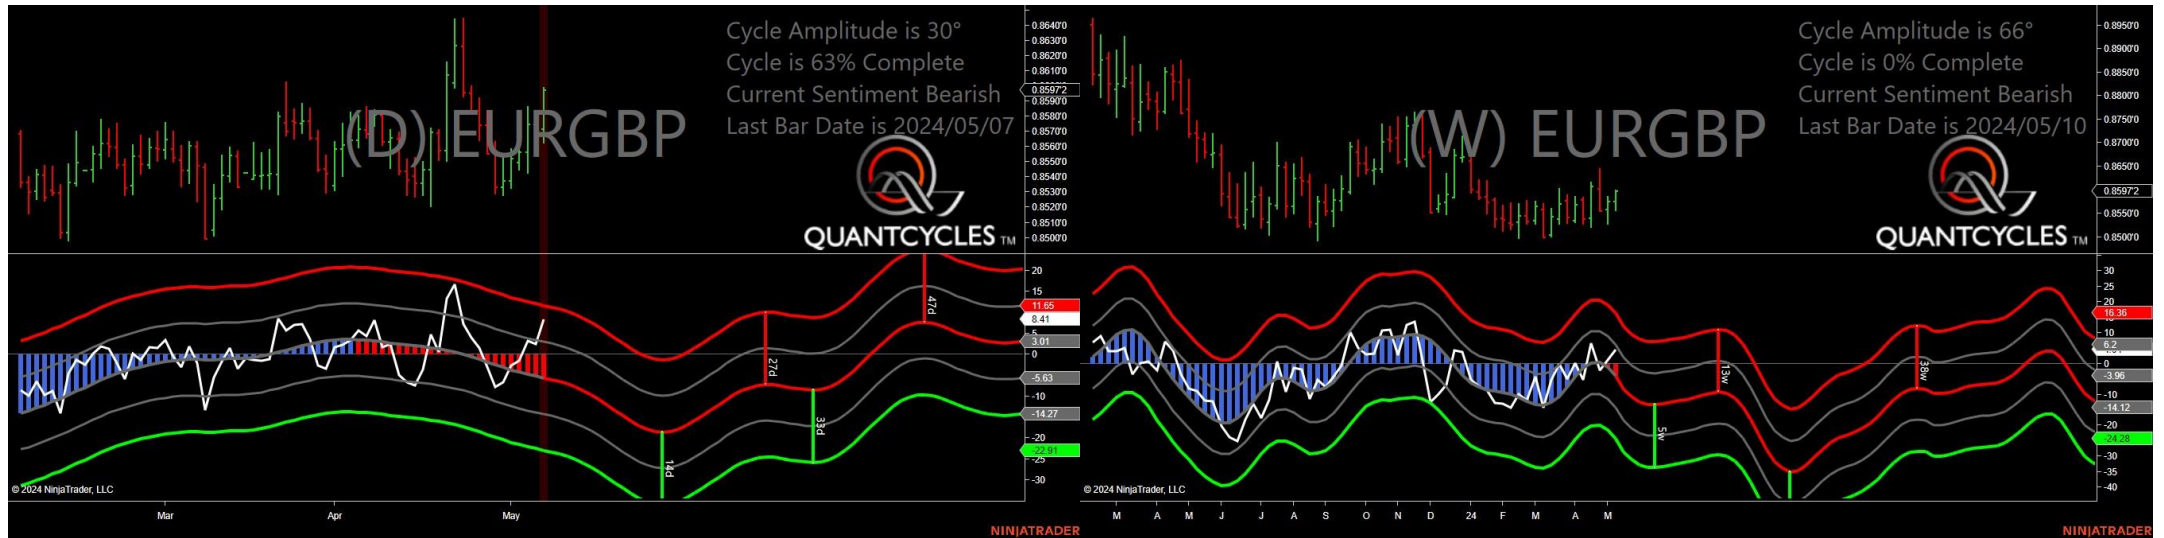 Cycle Amplitude is 30°
Cycle is 63% Complete
Current Sentiment Bearish
Last Bar Date is 2024/05/07
(D) EURGBP
QUANTCYCLES TM
0.8640'0
0.8630'0
0.8620'0
0.8610'0
0.8597'2
0.8590'0
0.8580'0
0.8570'0
0.8560'0
0.8550'0
0.8540'0
0.8530'0
0.8520'0
0.8510'0
0.8500'0
20
15
11.65
8.41
5
3.01
0
-5.63
-10
-14.27
-20
-22.91
-25
-30
14d
27d
33d
47d
© 2024 NinjaTrader, LLC
Mar
Apr
May
NINJATRADER
Cycle Amplitude is 66°
Cycle is 0% Complete
Current Sentiment Bearish
Last Bar Date is 2024/05/10
(W) EURGBP
QUANTCYCLES TM
0.8950'0
0.8900'0
0.8850'0
0.8800'0
0.8750'0
0.8700'0
0.8650'0
0.8597'2
0.8550'0
0.8500'0
30
25
20
16.36
10
6.2
0
-3.96
-10
-14.12
-20
-24.28
-30
-35
-40
5w
13w
38w
© 2024 NinjaTrader, LLC
M A M J J A S O N D 24 F M A M
NINJATRADER